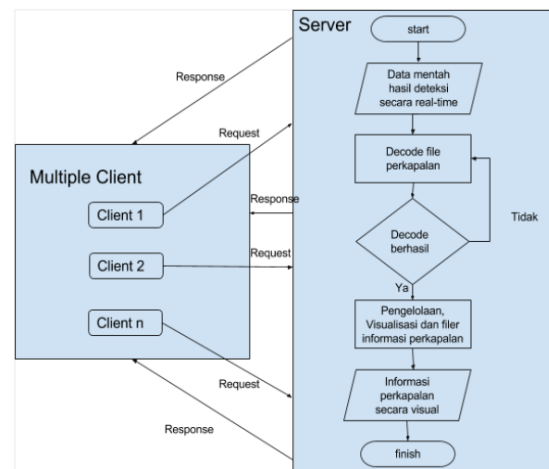 Server
start
Data mentah
hasil deteksi
secara real-time
Decode file
perkapalan
Decode
berhasil
Tidak
Ya
Pengelolaan,
Visualisasi dan filer
informasi perkapalan
Informasi
perkapalan
secara visual
finish
Response
Request
Multiple Client
Client 1
Response
Client 2
Request
Client n
Request
Response